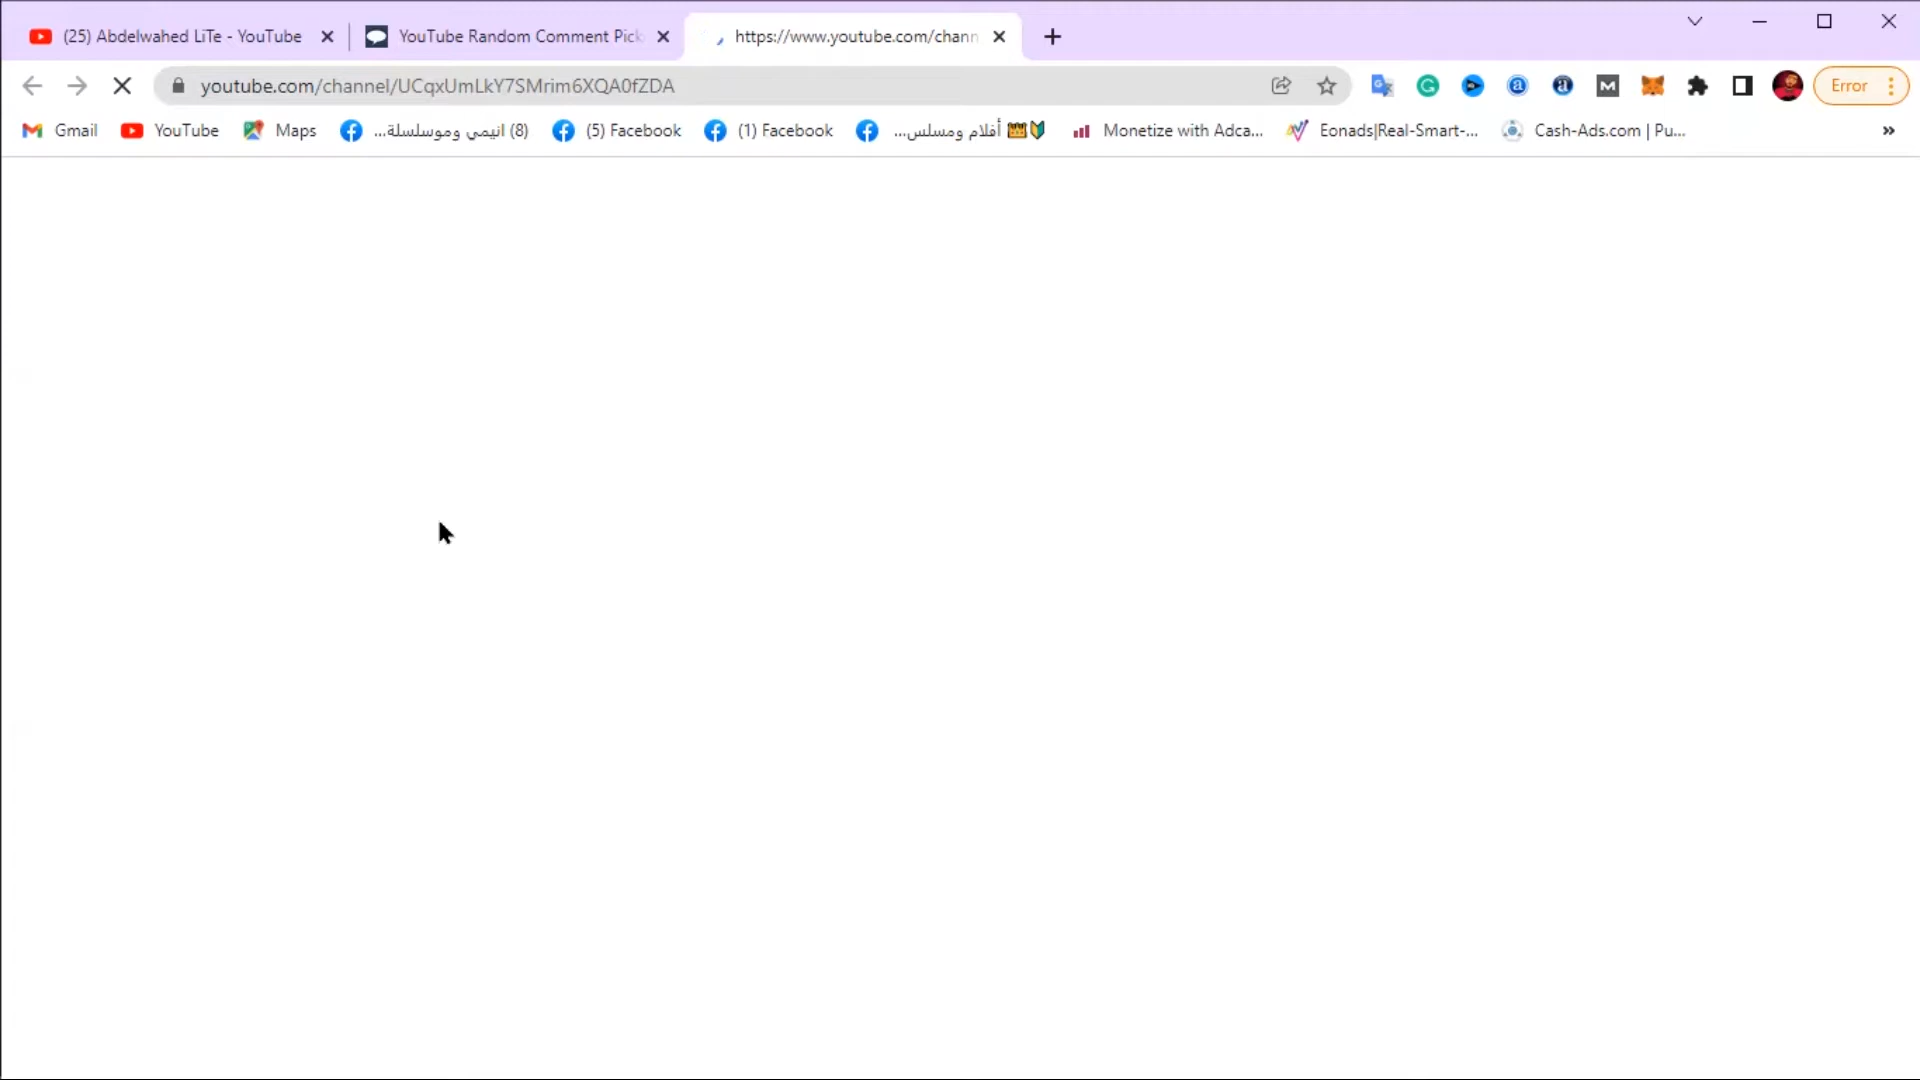 (25) Abdelwahed LiTe - YouTube
YouTube Random Comment Pick
https://www.youtube.com/chann
youtube.com/channel/UCqxUmLkY7SMrim6XQA0fZDA
Error
Gmail
YouTube
Maps
(8) انيمي وموسلسلة...
(5) Facebook
(1) Facebook
أفلام ومسلس...
Monetize with Adca...
Eonads|Real-Smart-...
Cash-Ads.com | Pu...
»